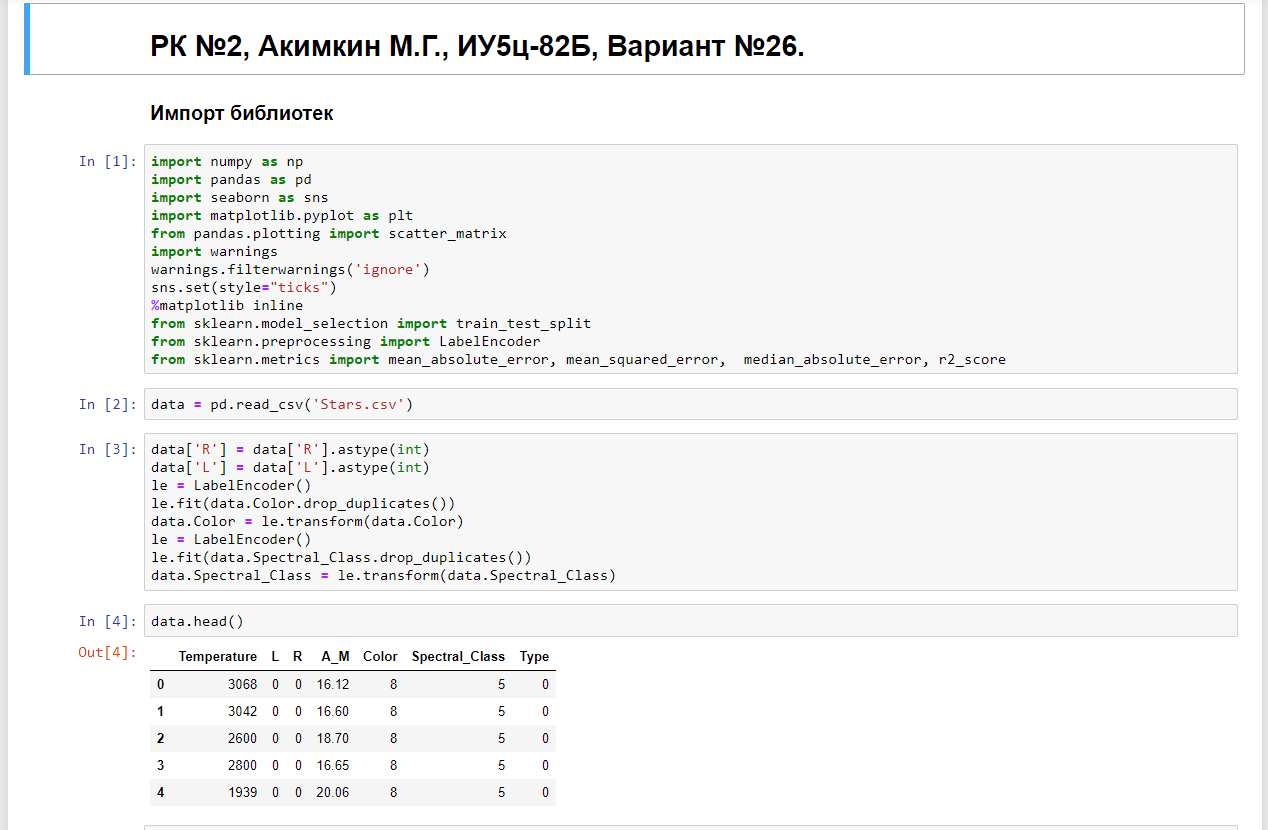 РК №2, Акимкин М.Г., ИУ5ц-82Б, Вариант №26.
Импорт библиотек
In [1]:
import numpy as np
import pandas as pd
import seaborn as sns
import matplotlib.pyplot as plt
from pandas.plotting import scatter_matrix
import warnings
warnings.filterwarnings('ignore')
sns.set(style="ticks")
%matplotlib inline
from sklearn.model_selection import train_test_split
from sklearn.preprocessing import LabelEncoder
from sklearn.metrics import mean_absolute_error, mean_squared_error,  median_absolute_error, r2_score
In [2]:
data = pd.read_csv('Stars.csv')
In [3]:
data['R'] = data['R'].astype(int)
data['L'] = data['L'].astype(int)
le = LabelEncoder()
le.fit(data.Color.drop_duplicates())
data.Color = le.transform(data.Color)
le = LabelEncoder()
le.fit(data.Spectral_Class.drop_duplicates())
data.Spectral_Class = le.transform(data.Spectral_Class)
In [4]:
data.head()
Out[4]:
Temperature L R A_M Color Spectral_Class Type
0 3068 0 0 16.12 8 5 0
1 3042 0 0 16.60 8 5 0
2 2600 0 0 18.70 8 5 0
3 2800 0 0 16.65 8 5 0
4 1939 0 0 20.06 8 5 0